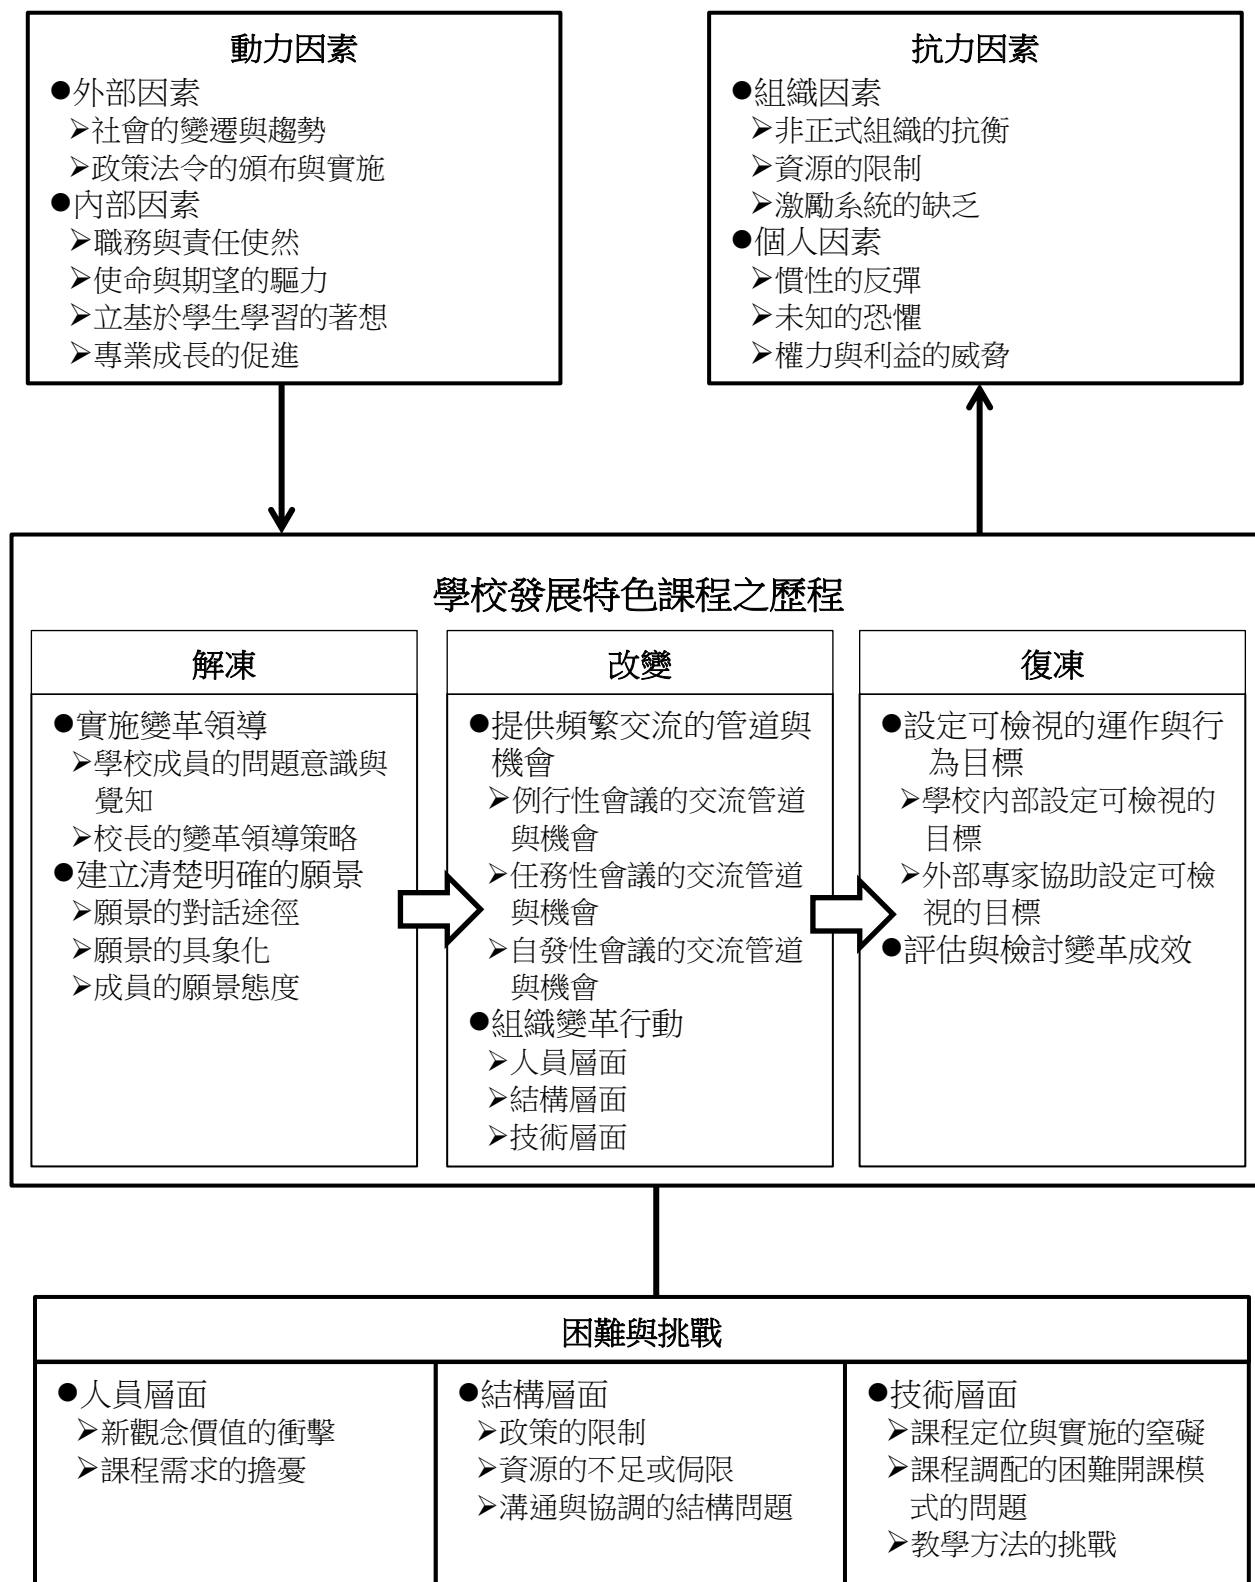 動力因素
●外部因素
➢社會的變遷與趨勢
➢政策法令的頒布與實施
●內部因素
➢職務與責任使然
➢使命與期望的驅力
➢立基於學生學習的著想
➢專業成長的促進
抗力因素
●組織因素
➢非正式組織的抗衡
➢資源的限制
➢激勵系統的缺乏
●個人因素
➢慣性的反彈
➢未知的恐懼
➢權力與利益的威脅
學校發展特色課程之歷程
解凍
●實施變革領導
➢學校成員的問題意識與
覺知
➢校長的變革領導策略
●建立清楚明確的願景
➢願景的對話途徑
➢願景的具象化
➢成員的願景態度
改變
●提供頻繁交流的管道與
機會
➢例行性會議的交流管道
與機會
➢任務性會議的交流管道
與機會
➢自發性會議的交流管道
與機會
●組織變革行動
➢人員層面
➢結構層面
➢技術層面
復凍
●設定可檢視的運作與行
為目標
➢學校內部設定可檢視的
目標
➢外部專家協助設定可檢
視的目標
●評估與檢討變革成效
困難與挑戰
●人員層面
➢新觀念價值的衝擊
➢課程需求的擔憂
●結構層面
➢政策的限制
➢資源的不足或侷限
➢溝通與協調的結構問題
●技術層面
➢課程定位與實施的窒礙
➢課程調配的困難開課模
式的問題
➢教學方法的挑戰